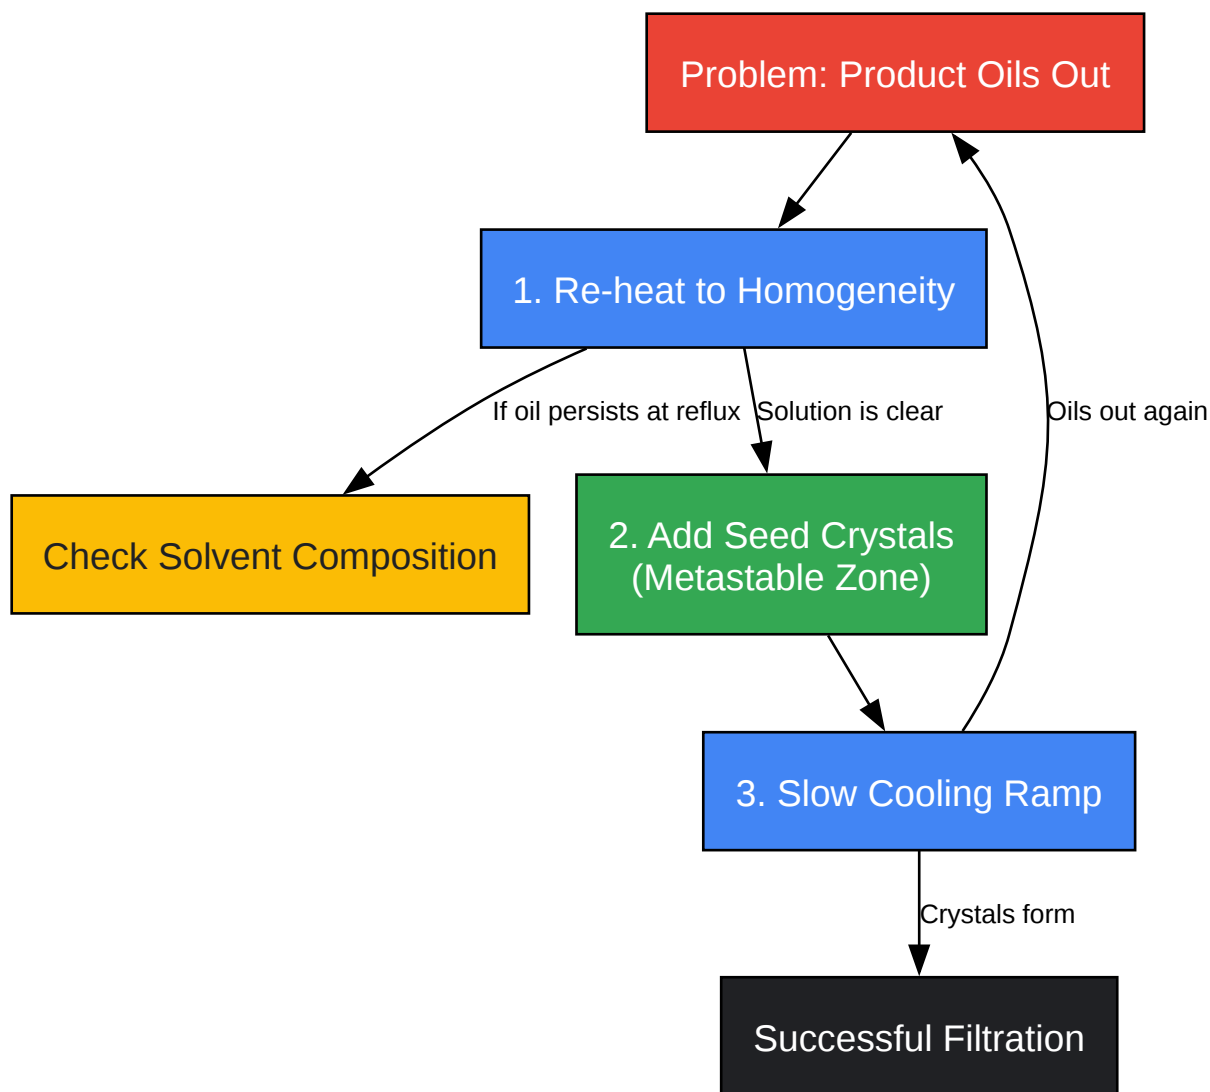 Problem: Product Oils Out
1. Re-heat to Homogeneity
If oil persists at reflux
Solution is clear
Oils out again
Check Solvent Composition
2. Add Seed Crystals
(Metastable Zone)
3. Slow Cooling Ramp
Crystals form
Successful Filtration